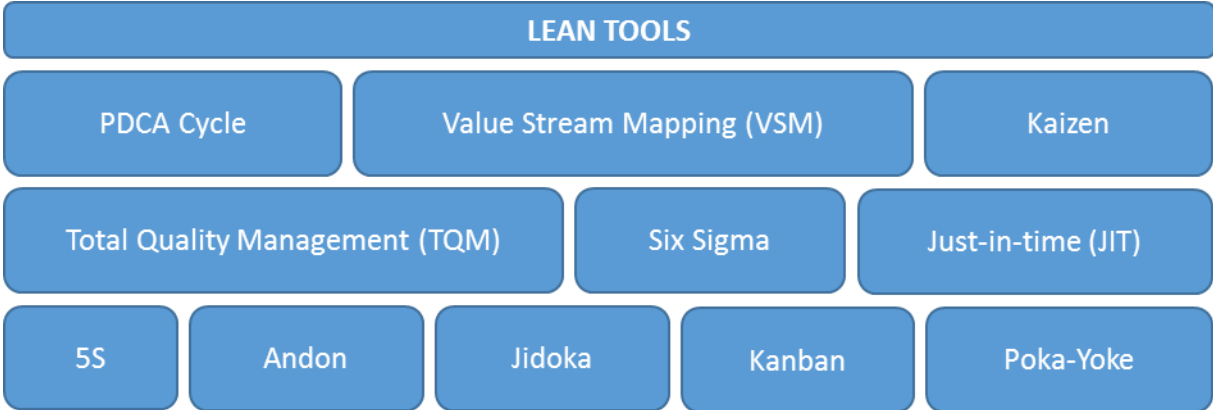 LEAN TOOLS
PDCA Cycle
Value Stream Mapping (VSM)
Kaizen
Total Quality Management (TQM)
Six Sigma
Just-in-time (JIT)
5S
Andon
Jidoka
Kanban
Poka-Yoke